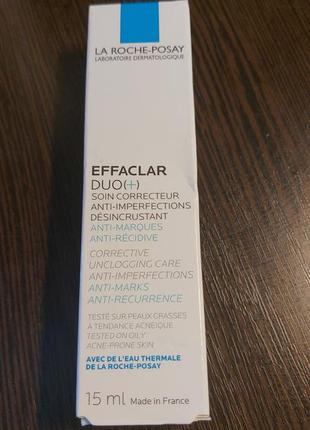 LA ROCHE-POSAY
LABORATOIRE DERMATOLOGIQUE
EFFACLAR
DUO(+)
SOIN CORRECTEUR
ANTI-IMPERFECTIONS
DÉSINCRUSTANT
ANTI-MARQUES
ANTI-RÉCIDIVE
CORRECTIVE
UNCLOGGING CARE
ANTI-IMPERFECTIONS
ANTI-MARKS
ANTI-RECURRENCE
TESTÉ SUR PEAUX GRASSES
À TENDANCE ACNÉIQUE
TESTED ON OILY
ACNE-PRONE SKIN
AVEC DE L'EAU THERMALE
DE LA ROCHE-POSAY
15 ml Made in France